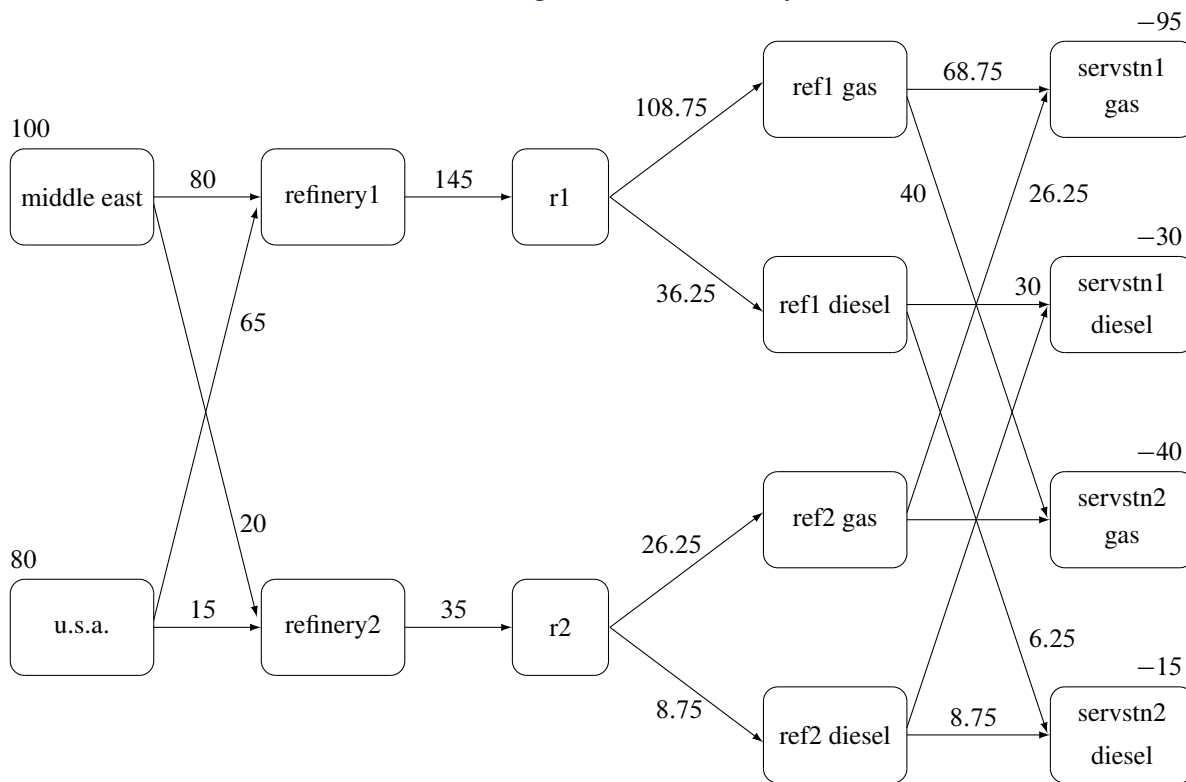 −95
ref1 gas
68.75
servstn1
gas
108.75
100
middle east
80
refinery1
145
r1
40
26.25
−30
36.25
ref1 diesel
30
servstn1
diesel
65
−40
20
26.25
ref2 gas
servstn2
gas
80
u.s.a.
15
refinery2
35
r2
6.25
−15
8.75
ref2 diesel
8.75
servstn2
diesel